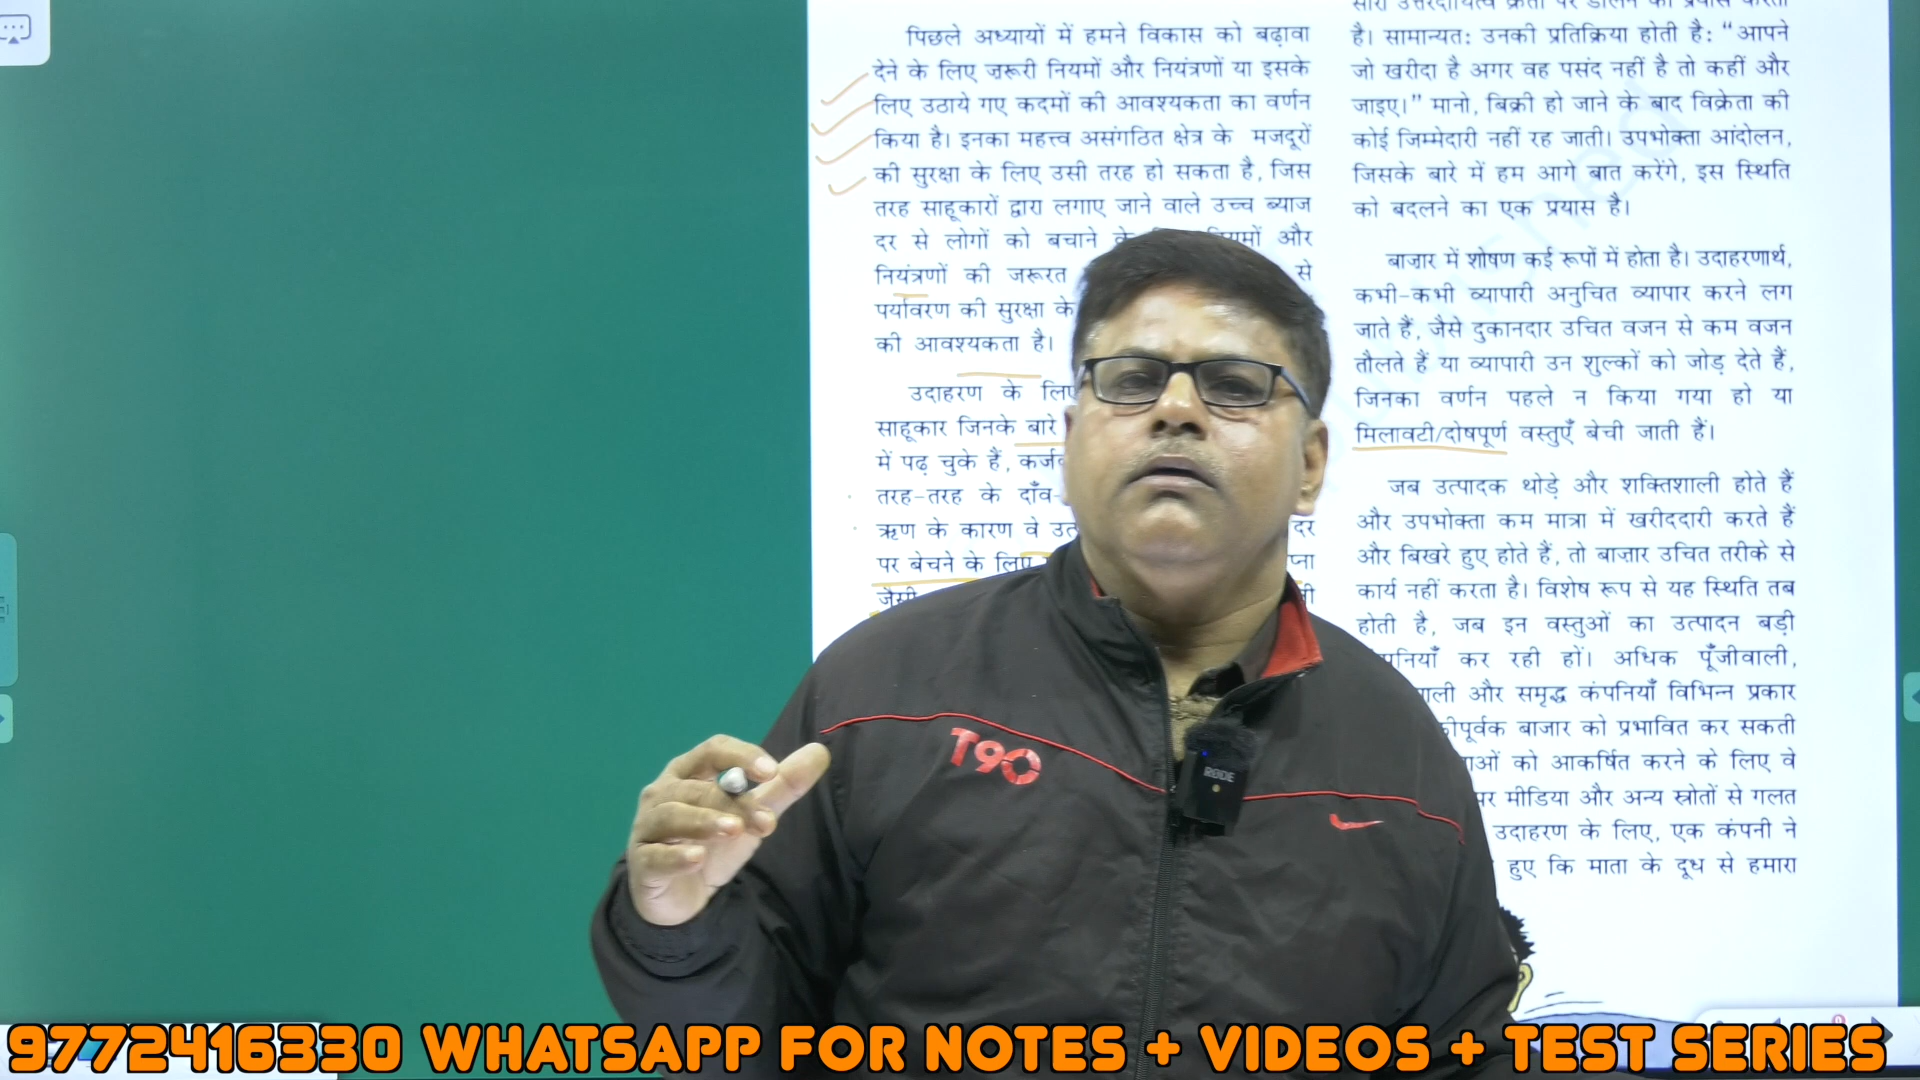 पिछले अध्यायों में हमने विकास को बढ़ावा
देने के लिए ज़रूरी नियमों और नियंत्रणों या इसके
लिए उठाये गए कदमों की आवश्यकता का वर्णन
किया है। इनका महत्त्व असंगठित क्षेत्र के मजदूरों
की सुरक्षा के लिए उसी तरह हो सकता है, जिस
तरह साहूकारों द्वारा लगाए जाने वाले उच्च ब्याज
दर से लोगों को बचाने के और
नियंत्रणों की जरूरत से
पर्यावरण की सुरक्षा के
की आवश्यकता है।
उदाहरण के लिए
साहूकार जिनके बारे
में पढ़ चुके हैं,
तरह-तरह के
ऋण के कारण वे दर
पर बेचने के लिए
है। सामान्यत: उनकी प्रतिक्रिया होती है: “आपने
जो खरीदा है अगर वह पसंद नहीं है तो कहीं और
जाइए।” मानो, बिक्री हो जाने के बाद विक्रेता की
कोई जिम्मेदारी नहीं रह जाती। उपभोक्ता आंदोलन,
जिसके बारे में हम आगे बात करेंगे, इस स्थिति
को बदलने का एक प्रयास है।
बाज़ार में शोषण कई रूपों में होता है। उदाहरणार्थ,
कभी-कभी व्यापारी अनुचित व्यापार करने लग
जाते हैं, जैसे दुकानदार उचित वजन से कम वजन
तौलते हैं या व्यापारी उन शुल्कों को जोड़ देते हैं,
जिनका वर्णन पहले न किया गया हो या
मिलावटी/दोषपूर्ण वस्तुएँ बेची जाती हैं।
जब उत्पादक थोड़े और शक्तिशाली होते हैं
और उपभोक्ता कम मात्रा में खरीददारी करते हैं
और बिखरे हुए होते हैं, तो बाज़ार उचित तरीके से
कार्य नहीं करता है। विशेष रूप से यह स्थिति तब
होती है, जब इन वस्तुओं का उत्पादन बड़ी
कर रही हों। अधिक पूँजीवाली,
और समृद्ध कंपनियाँ विभिन्न प्रकार
बाजार को प्रभावित कर सकती
को आकर्षित करने के लिए वे
मीडिया और अन्य स्रोतों से गलत
उदाहरण के लिए, एक कंपनी ने
हुए कि माता के दूध से हमारा
T90
RØDE
9772416330 WHATSAPP FOR NOTES + VIDEOS + TEST SERIES